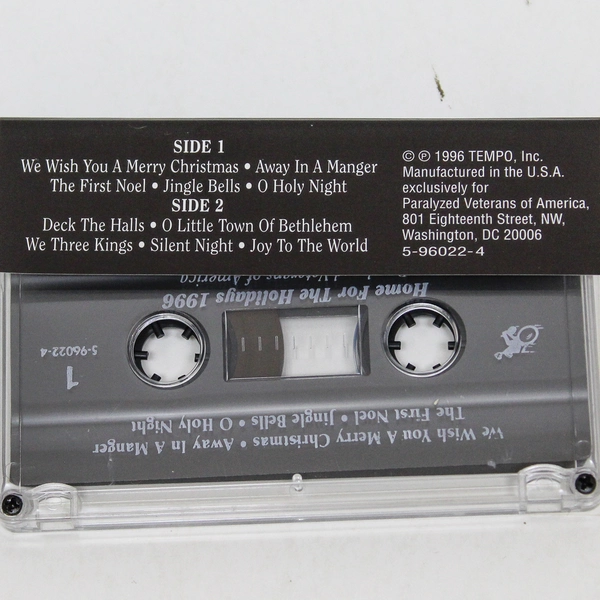 SIDE 1
We Wish You A Merry Christmas • Away In A Manger
The First Noel • Jingle Bells • O Holy Night
SIDE 2
Deck The Halls • O Little Town Of Bethlehem
We Three Kings • Silent Night • Joy To The World
© ℗ 1996 TEMPO, Inc.
Manufactured in the U.S.A.
exclusively for
Paralyzed Veterans of America,
801 Eighteenth Street, NW,
Washington, DC 20006
5-96022-4
We Wish You A Merry Christmas • Away In A Manger
The First Noel • Jingle Bells • O Holy Night
1
5-96022-4
Home For The Holidays 1996
Veterans of America